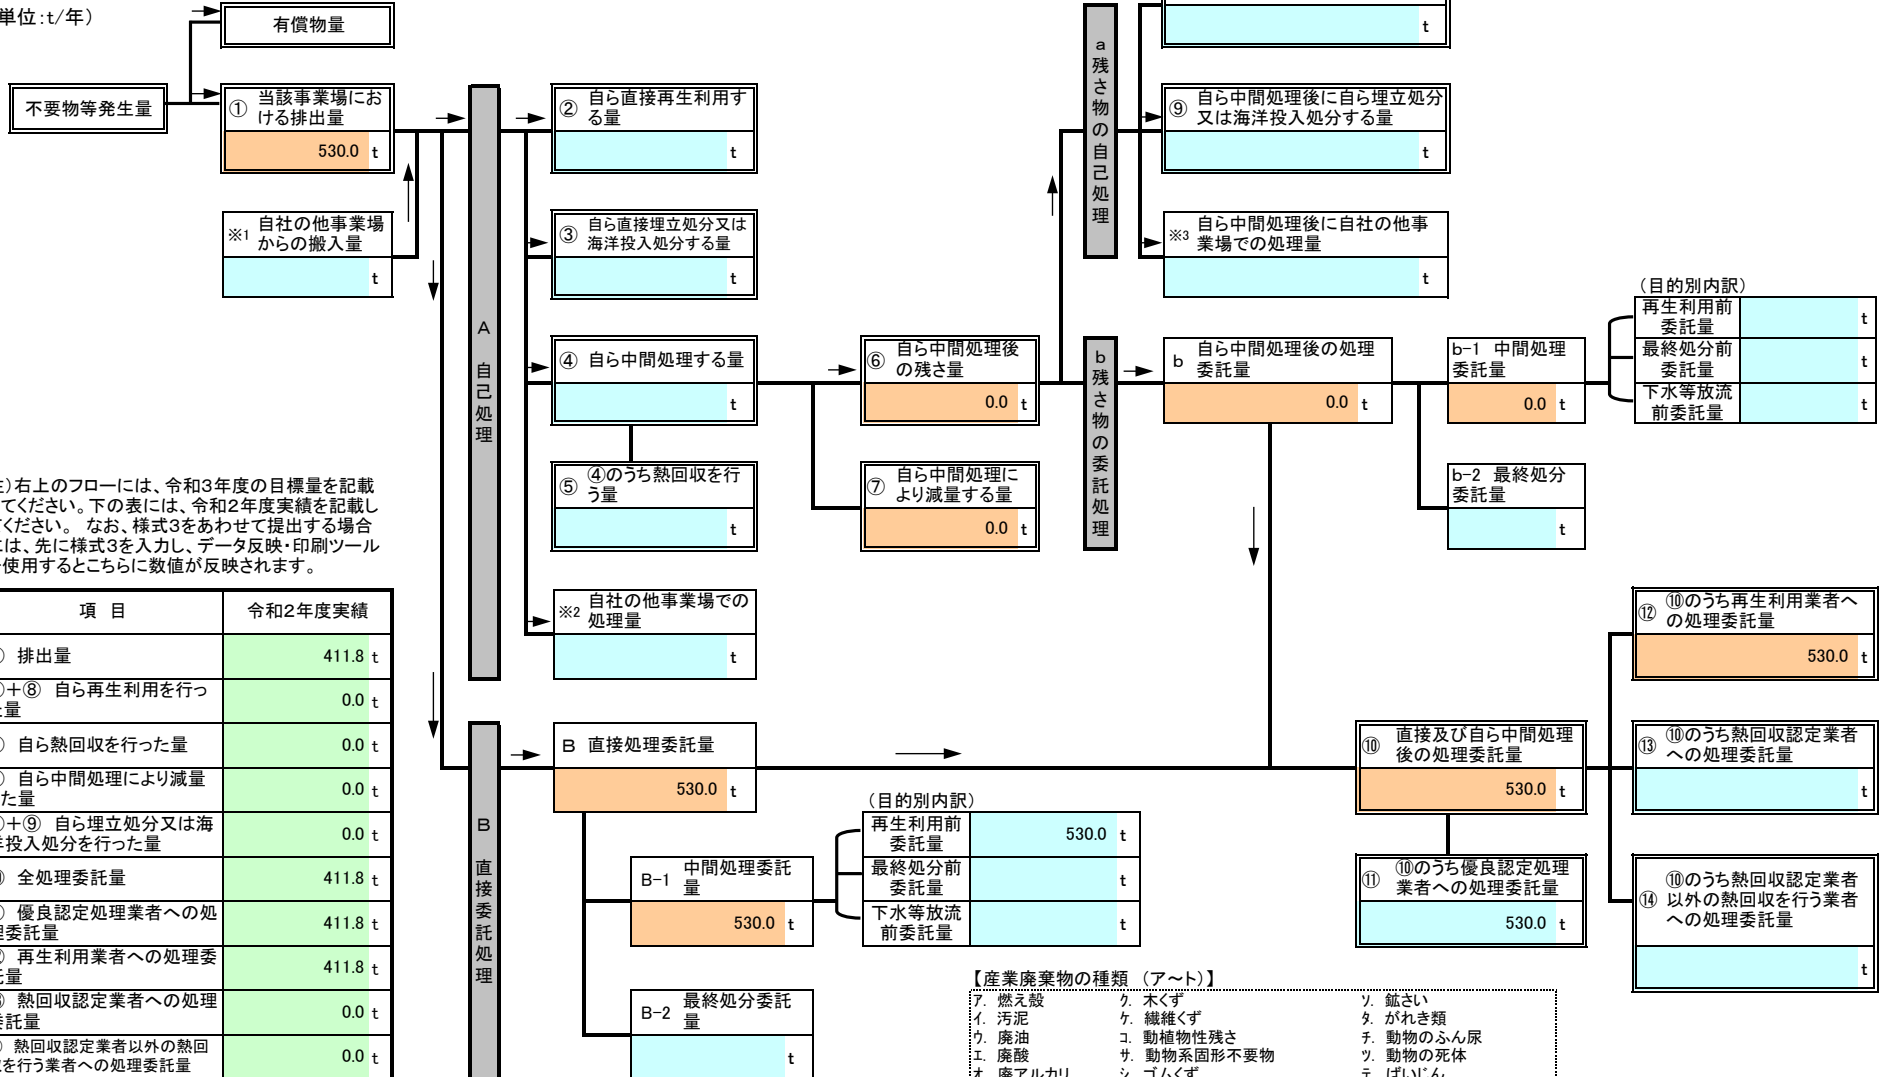 単位:t/年）
有償物量
不要物等発生量
① 当該事業場にお
ける排出量
530.0 t
※1 自社の他事業場
からの搬入量
t
A 自己処理
② 自ら直接再生利用す
る量
t
③ 自ら直接埋立処分又は
海洋投入処分する量
t
④ 自ら中間処理する量
t
⑤ ④のうち熱回収を行
う量
t
※2 自社の他事業場での
処理量
t
⑥ 自ら中間処理後
の残さ量
0.0 t
⑦ 自ら中間処理に
より減量する量
0.0 t
a 残さ物の自己処理
t
⑨ 自ら中間処理後に自ら埋立処分
又は海洋投入処分する量
t
※3 自ら中間処理後に自社の他事
業場での処理量
t
b 残さ物の委託処理
b 自ら中間処理後の処理
委託量
0.0 t
b-1 中間処理
委託量
0.0 t
（目的別内訳）
再生利用前
委託量
t
最終処分前
委託量
t
下水等放流
前委託量
t
b-2 最終処分
委託量
t
）右上のフローには、令和3年度の目標量を記載
てください。下の表には、令和2年度実績を記載し
ください。 なお、様式3をあわせて提出する場合
は、先に様式3を入力し、データ反映・印刷ツール
使用するとこちらに数値が反映されます。
項 目 令和2年度実績
排出量 411.8 t
＋⑧ 自ら再生利用を行っ
量 0.0 t
自ら熱回収を行った量 0.0 t
自ら中間処理により減量
た量 0.0 t
＋⑨ 自ら埋立処分又は海
投入処分を行った量 0.0 t
全処理委託量 411.8 t
優良認定処理業者への処
委託量 411.8 t
再生利用業者への処理委
量 411.8 t
熱回収認定業者への処理
託量 0.0 t
熱回収認定業者以外の熱回
を行う業者への処理委託量 0.0 t
B 直接委託処理
B 直接処理委託量
530.0 t
B-1 中間処理委託
量
530.0 t
（目的別内訳）
再生利用前
委託量
530.0 t
最終処分前
委託量
t
下水等放流
前委託量
t
B-2 最終処分委託
量
t
⑩ 直接及び自ら中間処理
後の処理委託量
530.0 t
⑪ ⑩のうち優良認定処理
業者への処理委託量
530.0 t
⑫ ⑩のうち再生利用業者へ
の処理委託量
530.0 t
⑬ ⑩のうち熱回収認定業者
への処理委託量
t
⑭ ⑩のうち熱回収認定業者
以外の熱回収を行う業者
への処理委託量
t
【産業廃棄物の種類 （ア～ト）】
ア. 燃え殻 ク. 木くず ソ. 鉱さい
イ. 汚泥 ケ. 繊維くず タ. がれき類
ウ. 廃油 コ. 動植物性残さ チ. 動物のふん尿
エ. 廃酸 サ. 動物系固形不要物 ツ. 動物の死体
オ. 廃アルカリ シ. ゴムくず テ. ばいじん